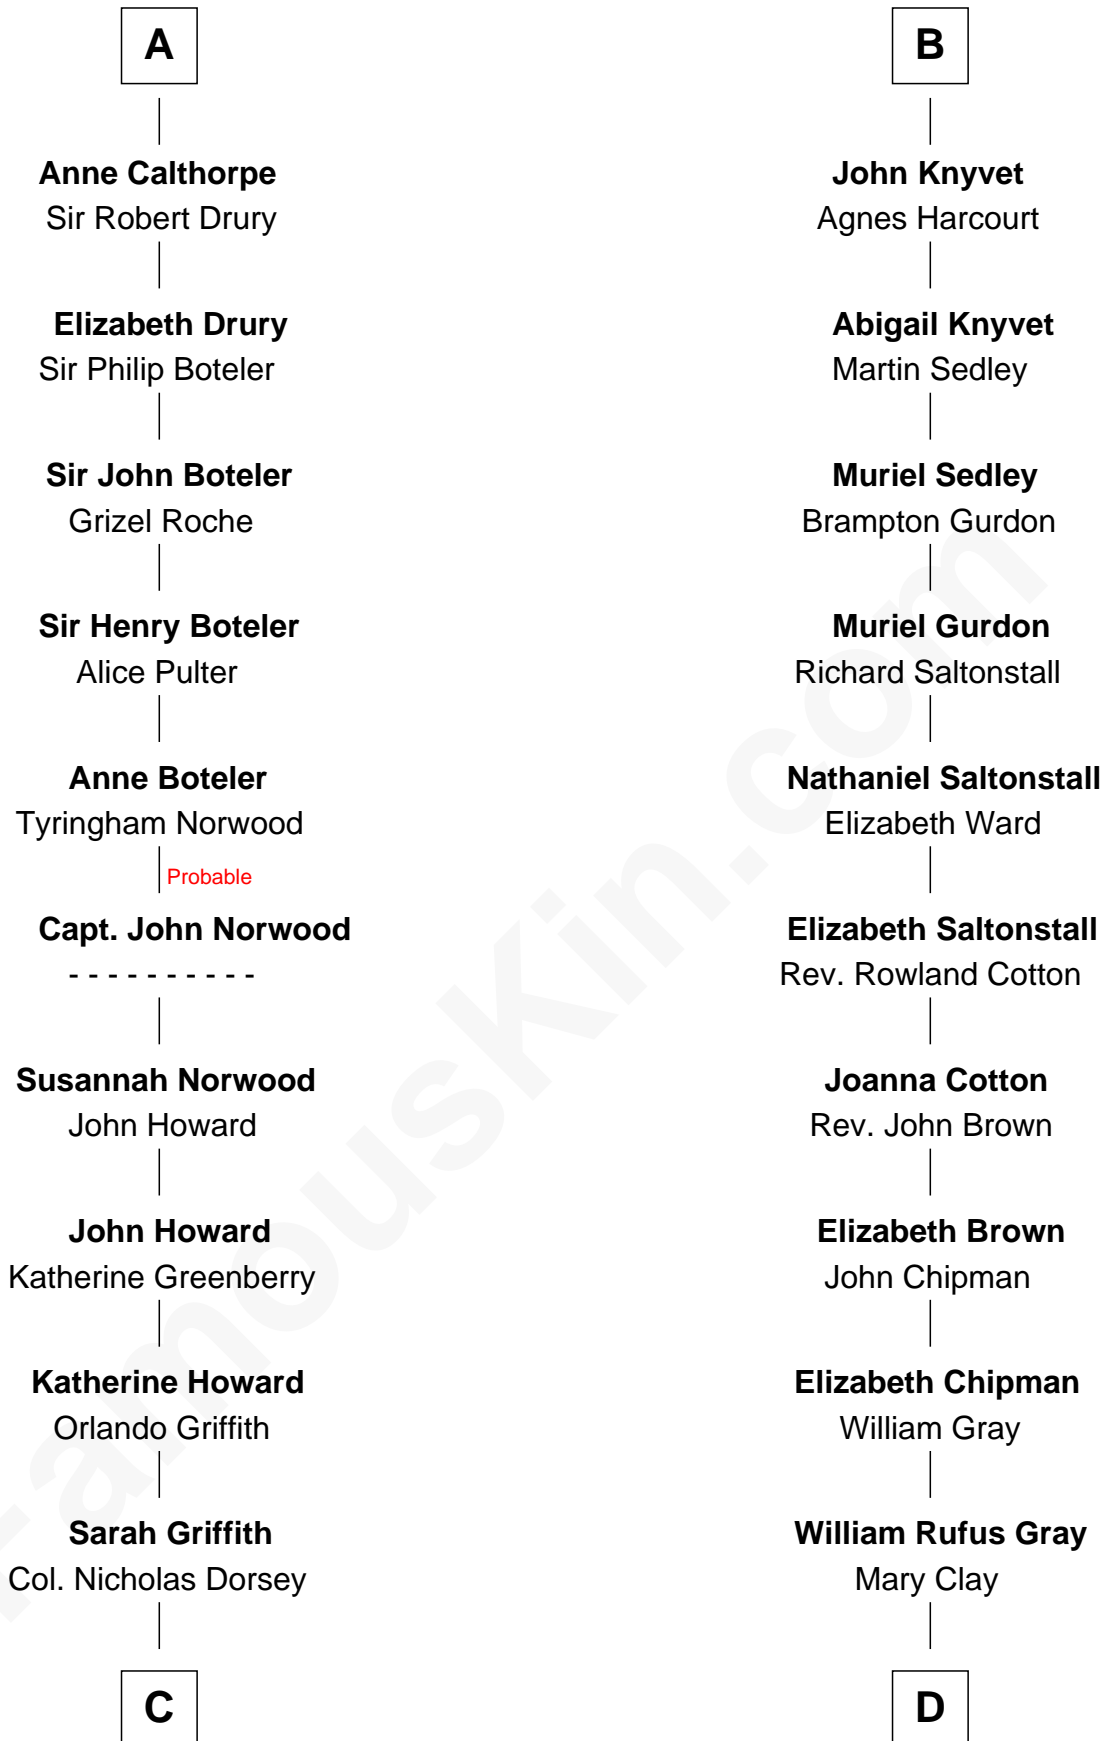 A
Anne Calthorpe
Sir Robert Drury
Elizabeth Drury
Sir Philip Boteler
Sir John Boteler
Grizel Roche
Sir Henry Boteler
Alice Pulter
Anne Boteler
Tyringham Norwood
Probable
Capt. John Norwood
- - - - - - - - - -
Susannah Norwood
John Howard
John Howard
Katherine Greenberry
Katherine Howard
Orlando Griffith
Sarah Griffith
Col. Nicholas Dorsey
C
B
John Knyvet
Agnes Harcourt
Abigail Knyvet
Martin Sedley
Muriel Sedley
Brampton Gurdon
Muriel Gurdon
Richard Saltonstall
Nathaniel Saltonstall
Elizabeth Ward
Elizabeth Saltonstall
Rev. Rowland Cotton
Joanna Cotton
Rev. John Brown
Elizabeth Brown
John Chipman
Elizabeth Chipman
William Gray
William Rufus Gray
Mary Clay
D
FamousKin.com